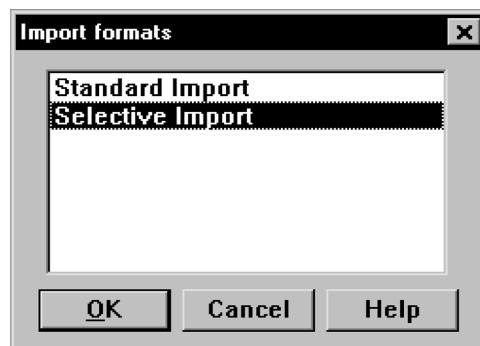 Import formats
Standard Import
Selective Import
OK Cancel Help